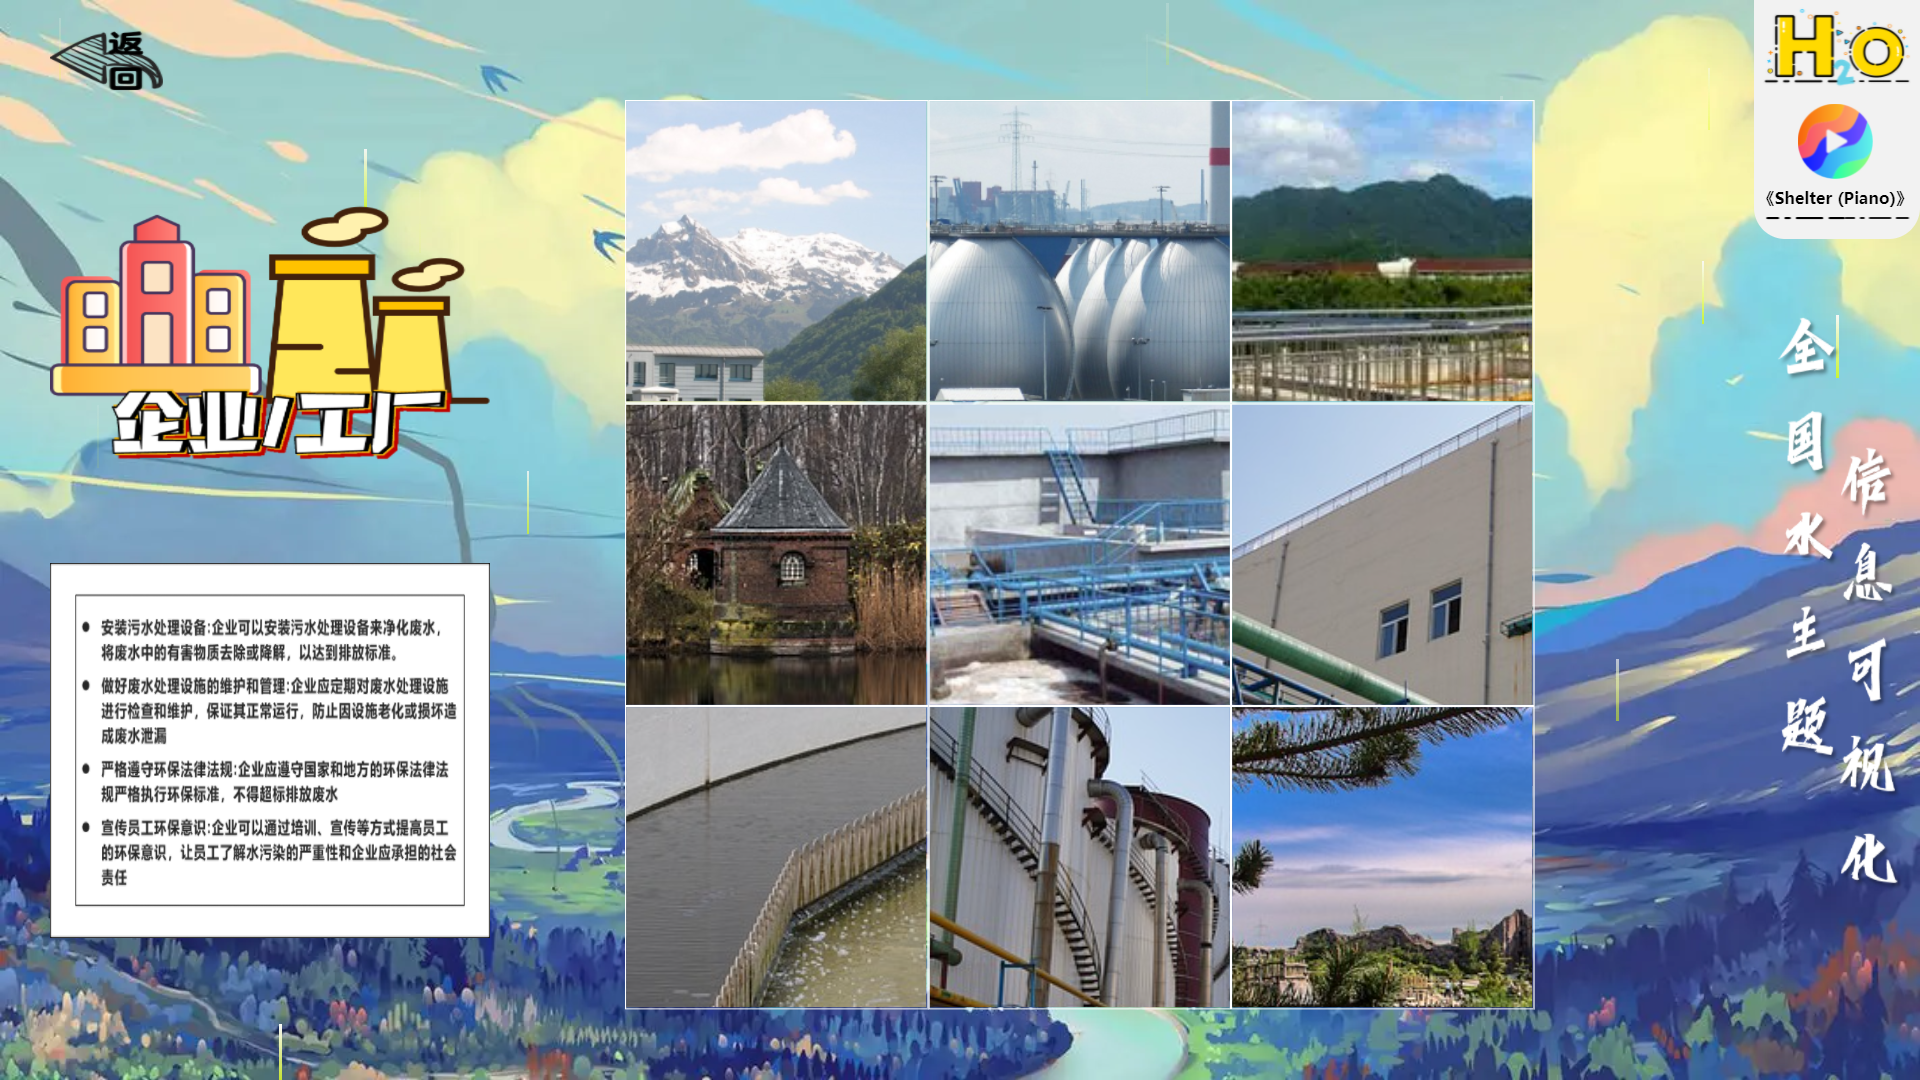 返
回
H2O
《Shelter (Piano)》
企业/工厂
安装污水处理设备:企业可以安装污水处理设备来净化废水，
将废水中的有害物质去除或降解，以达到排放标准。
做好废水处理设施的维护和管理:企业应定期对废水处理设施
进行检查和维护，保证其正常运行，防止因设施老化或损坏造
成废水泄漏
严格遵守环保法律法规:企业应遵守国家和地方的环保法律法
规严格执行环保标准，不得超标排放废水
宣传员工环保意识:企业可以通过培训、宣传等方式提高员工
的环保意识，让员工了解水污染的严重性和企业应承担的社会
责任
全国水生题
信息可视化